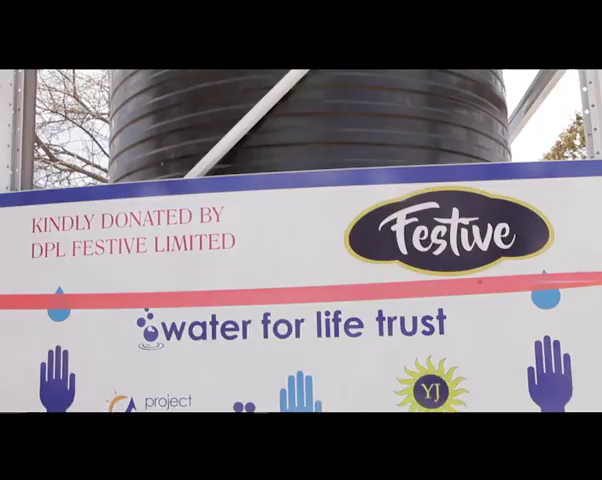 KINDLY DONATED BY
DPL FESTIVE LIMITED
Festive
water for life trust
project
YJ